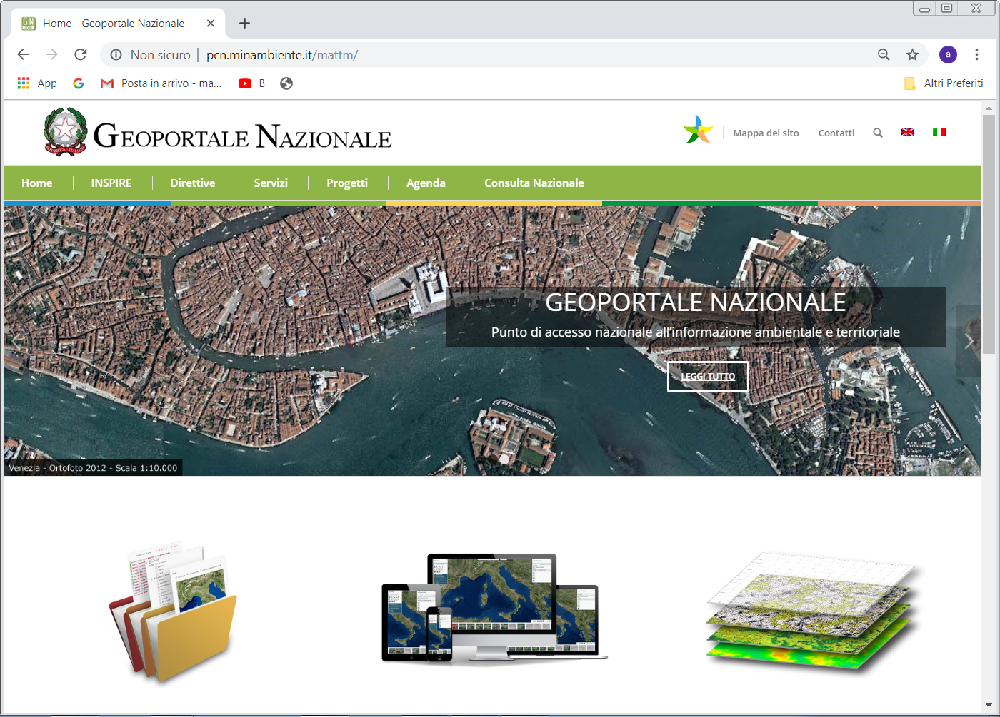 Home - Geoportale Nazionale
Non sicuro | pcn.minambiente.it/mattm/
a
App
Posta in arrivo - ma...
B
Altri Preferiti
GEOPORTALE NAZIONALE
Mappa del sito
Contatti
Home
INSPIRE
Direttive
Servizi
Progetti
Agenda
Consulta Nazionale
GEOPORTALE NAZIONALE
Punto di accesso nazionale all'informazione ambientale e territoriale
LEGGI TUTTO
Venezia - Ortofoto 2012 - Scala 1:10.000